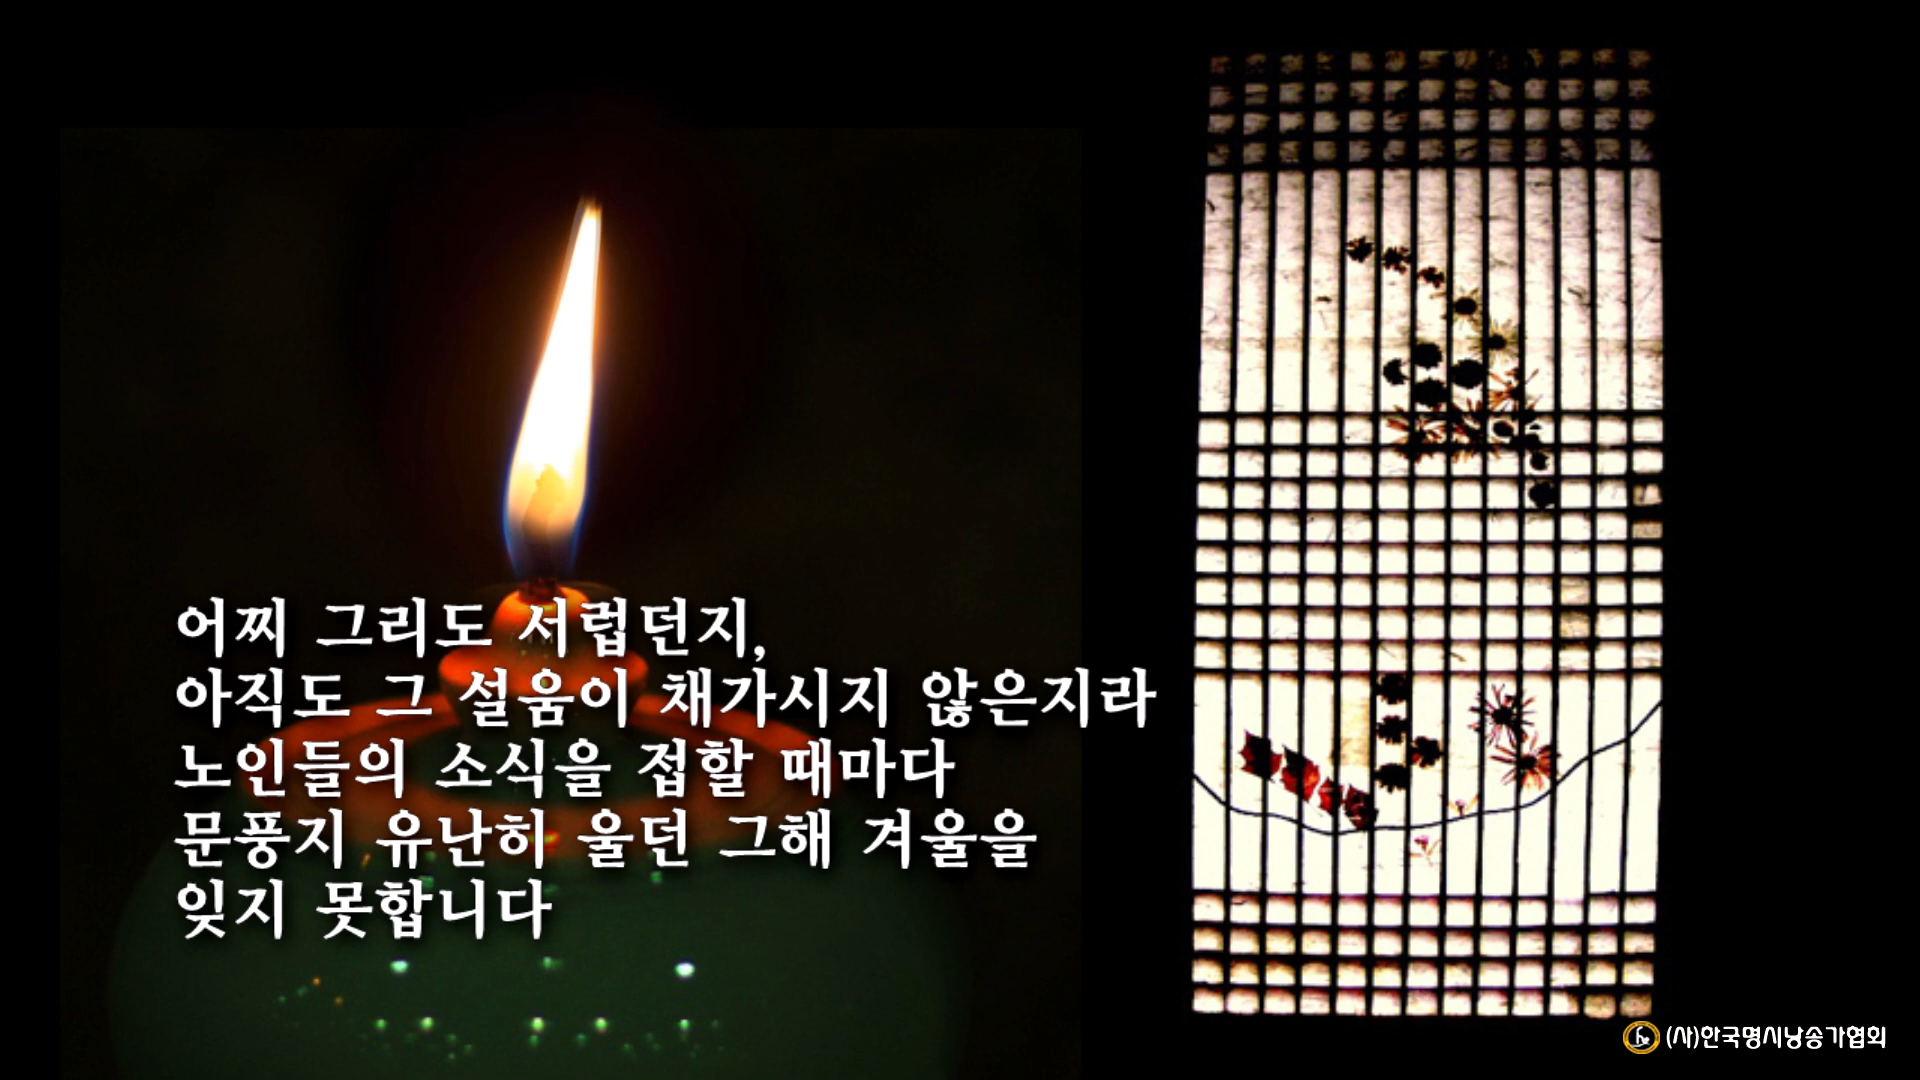 어찌 그리도 서럽던지,
아직도 그 설움이 채가시지 않은지라
노인들의 소식을 접할 때마다
문풍지 유난히 울던 그해 겨울을
잊지 못합니다
(사)한국명시낭송가협회